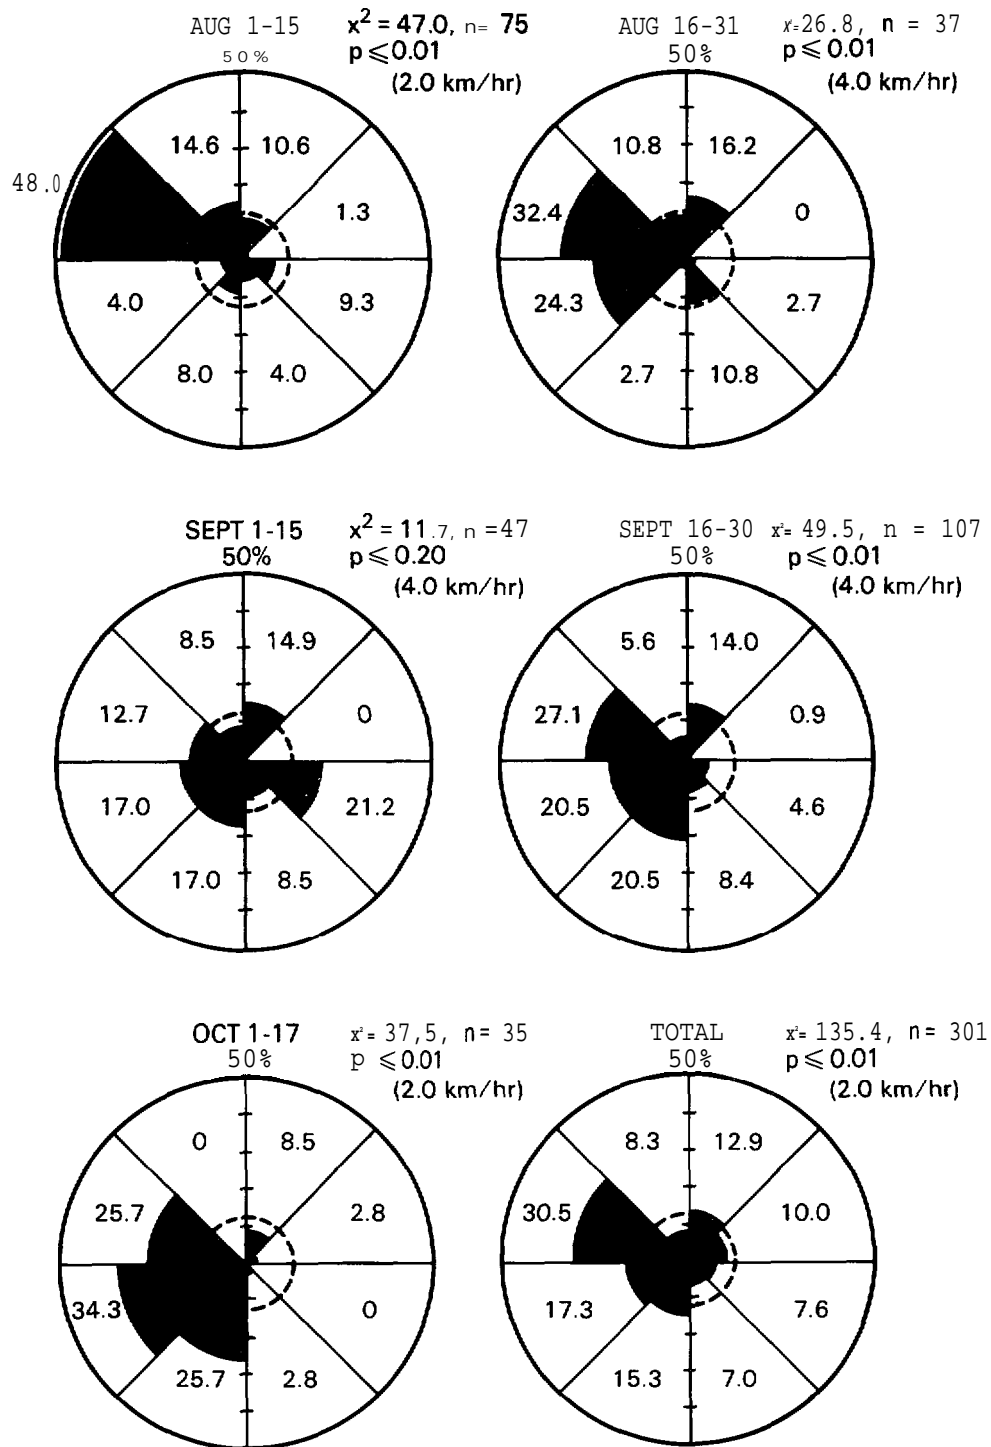 AUG 1-15 x² = 47.0, n= 75
50% p ≤0.01
(2.0 km/hr)
14.6 10.6
48.0 1.3
4.0 9.3
8.0 4.0
AUG 16-31 x²=26.8, n = 37
50% p ≤0.01
(4.0 km/hr)
10.8 16.2
32.4 0
24.3 2.7
2.7 10.8
SEPT 1-15 x² = 11.7, n =47
50% p ≤ 0.20
(4.0 km/hr)
8.5 14.9
12.7 0
17.0 21.2
17.0 8.5
SEPT 16-30 x²= 49.5, n = 107
50% p ≤ 0.01
(4.0 km/hr)
5.6 14.0
27.1 0.9
20.5 4.6
20.5 8.4
OCT 1-17 x²= 37,5, n= 35
50% p ≤0.01
(2.0 km/hr)
0 8.5
25.7 2.8
34.3 0
25.7 2.8
TOTAL x²= 135.4, n= 301
50% p ≤ 0.01
(2.0 km/hr)
8.3 12.9
30.5 10.0
17.3 7.6
15.3 7.0